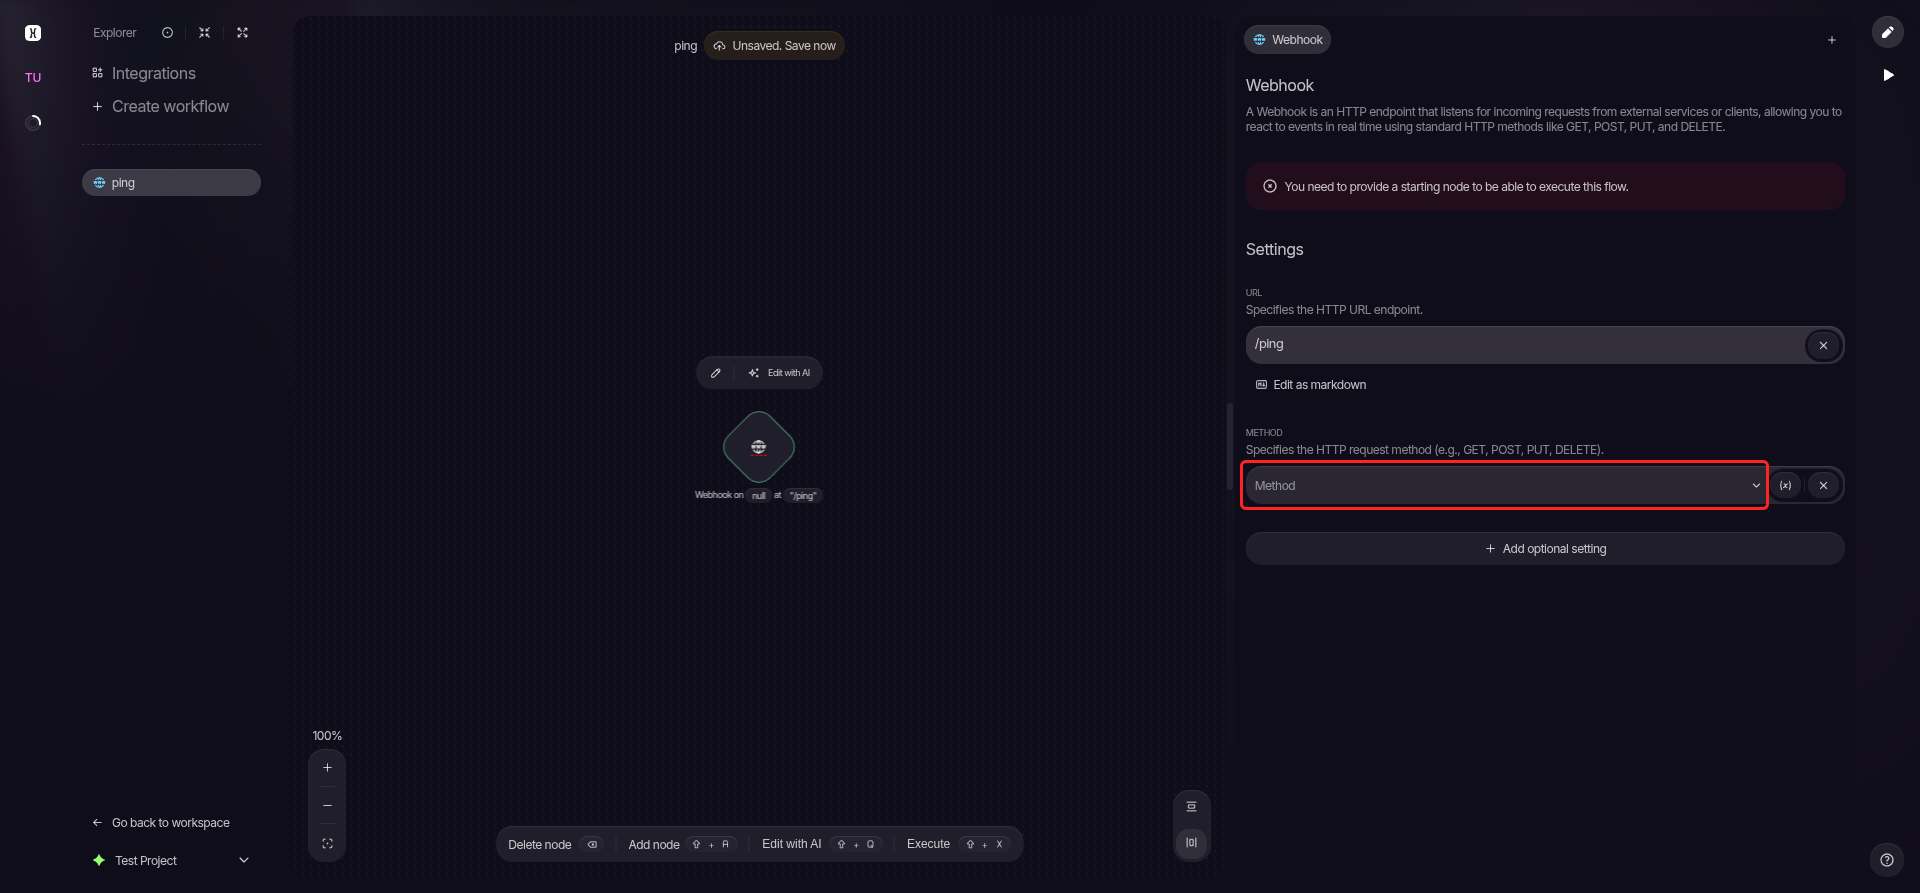 Explorer
TU
Integrations
Create workflow
ping
Go back to workspace
Test Project
ping
Unsaved. Save now
Edit with AI
Webhook on null at "/ping"
100%
Delete node
Add node + A
Edit with AI + Q
Execute + X
Webhook
Webhook
A Webhook is an HTTP endpoint that listens for incoming requests from external services or clients, allowing you to
react to events in real time using standard HTTP methods like GET, POST, PUT, and DELETE.
You need to provide a starting node to be able to execute this flow.
Settings
URL
Specifies the HTTP URL endpoint.
/ping
Edit as markdown
METHOD
Specifies the HTTP request method (e.g., GET, POST, PUT, DELETE).
Method
(x)
Add optional setting